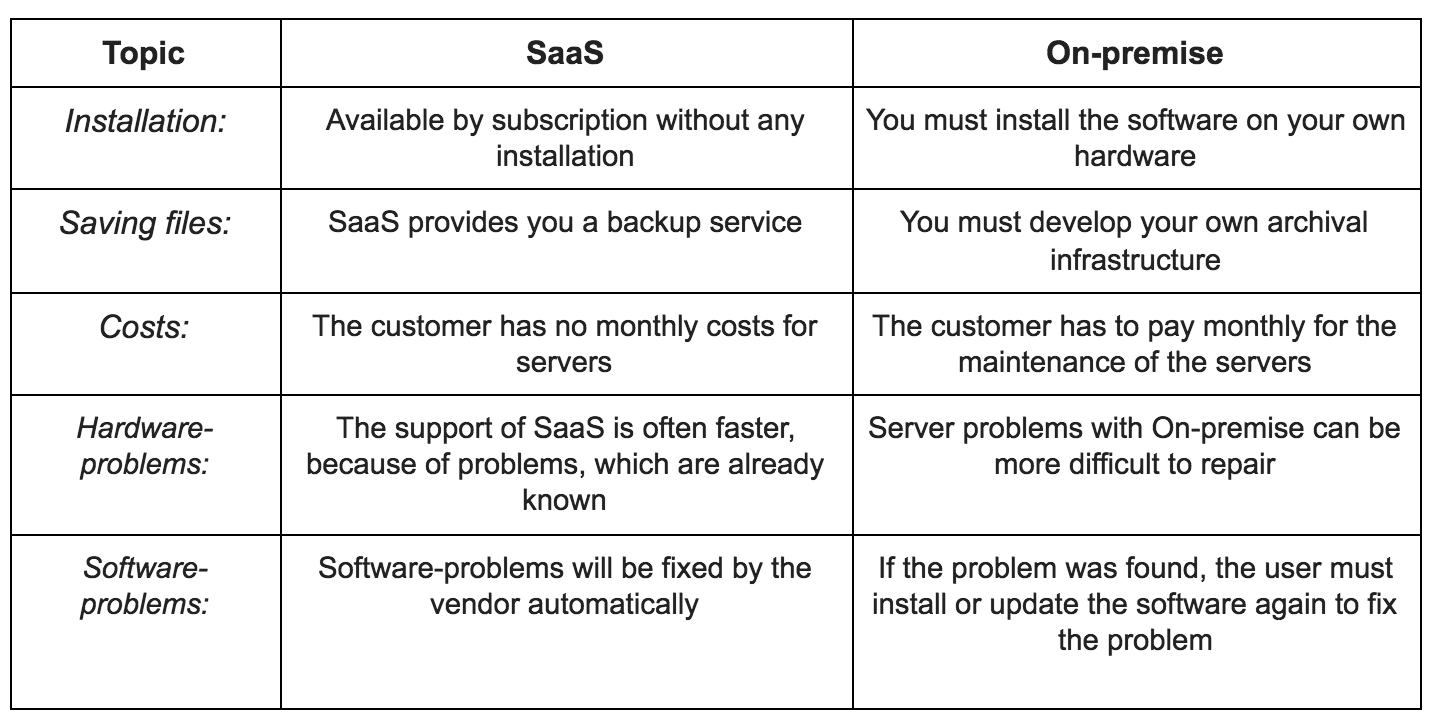 Topic
SaaS
On-premise
Installation:
Available by subscription without any
installation
You must install the software on your own
hardware
Saving files:
SaaS provides you a backup service
You must develop your own archival
infrastructure
Costs:
The customer has no monthly costs for
servers
The customer has to pay monthly for the
maintenance of the servers
Hardware-
problems:
The support of SaaS is often faster,
because of problems, which are already
known
Server problems with On-premise can be
more difficult to repair
Software-
problems:
Software-problems will be fixed by the
vendor automatically
If the problem was found, the user must
install or update the software again to fix
the problem